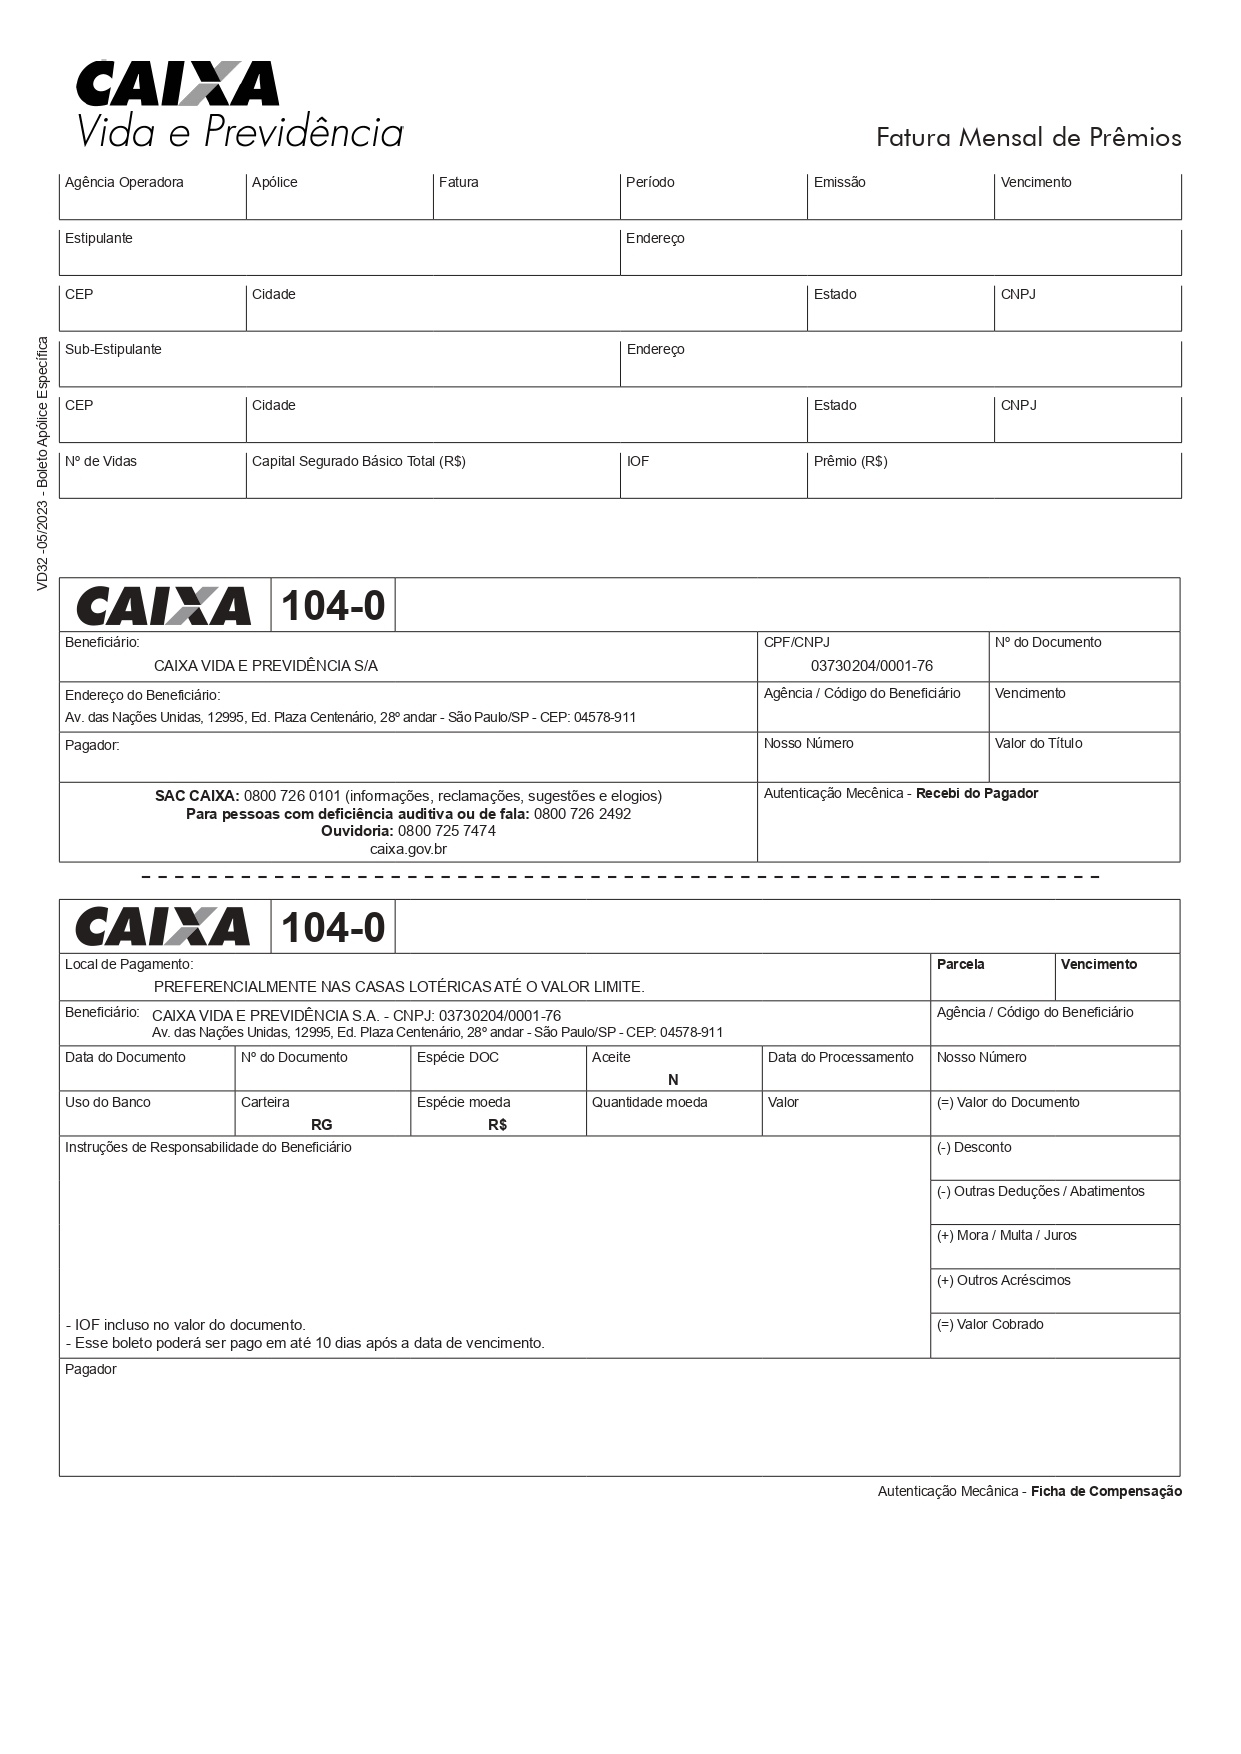 CAIXA
Vida e Previdência
Fatura Mensal de Prêmios
Agência Operadora Apólice Fatura Período Emissão Vencimento
Estipulante Endereço
CEP Cidade Estado CNPJ
Sub-Estipulante Endereço
CEP Cidade Estado CNPJ
Nº de Vidas Capital Segurado Básico Total (R$) IOF Prêmio (R$)
VD32 -05/2023 - Boleto Apólice Específica
CAIXA 104-0
Beneficiário: CPF/CNPJ Nº do Documento
CAIXA VIDA E PREVIDÊNCIA S/A 03730204/0001-76
Endereço do Beneficiário: Agência / Código do Beneficiário Vencimento
Av. das Nações Unidas, 12995, Ed. Plaza Centenário, 28º andar - São Paulo/SP - CEP: 04578-911
Pagador: Nosso Número Valor do Título
SAC CAIXA: 0800 726 0101 (informações, reclamações, sugestões e elogios)
Para pessoas com deficiência auditiva ou de fala: 0800 726 2492
Ouvidoria: 0800 725 7474
caixa.gov.br
Autenticação Mecênica - Recebi do Pagador
CAIXA 104-0
Local de Pagamento: Parcela Vencimento
PREFERENCIALMENTE NAS CASAS LOTÉRICAS ATÉ O VALOR LIMITE.
Beneficiário: CAIXA VIDA E PREVIDÊNCIA S.A. - CNPJ: 03730204/0001-76 Agência / Código do Beneficiário
Av. das Nações Unidas, 12995, Ed. Plaza Centenário, 28º andar - São Paulo/SP - CEP: 04578-911
Data do Documento Nº do Documento Espécie DOC Aceite Data do Processamento Nosso Número
N
Uso do Banco Carteira Espécie moeda Quantidade moeda Valor (=) Valor do Documento
RG R$
Instruções de Responsabilidade do Beneficiário (-) Desconto
(-) Outras Deduções / Abatimentos
(+) Mora / Multa / Juros
(+) Outros Acréscimos
- IOF incluso no valor do documento. (=) Valor Cobrado
- Esse boleto poderá ser pago em até 10 dias após a data de vencimento.
Pagador
Autenticação Mecânica - Ficha de Compensação